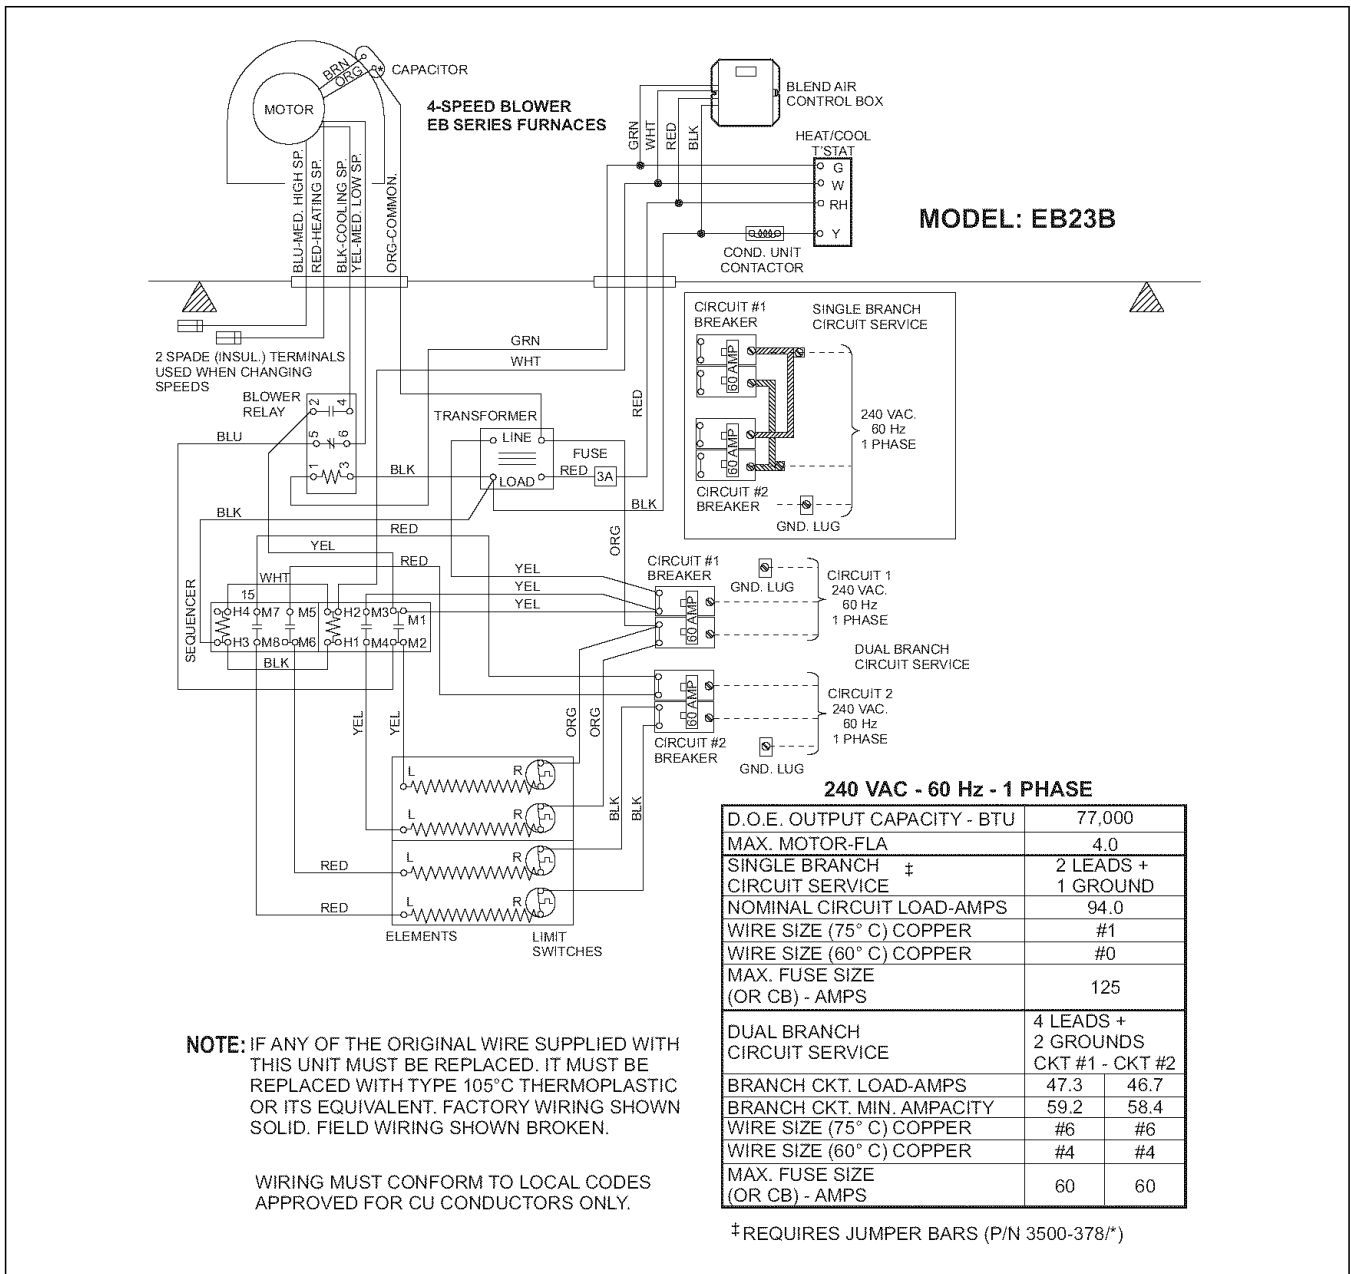 BRN
ORG
*
CAPACITOR
MOTOR
4-SPEED BLOWER
EB SERIES FURNACES
BLU-MED. HIGH SP.
RED-HEATING SP.
BLK-COOLING SP.
YEL-MED. LOW SP.
ORG-COMMON.
GRN
WHT
RED
BLK
BLEND AIR
CONTROL BOX
HEAT/COOL
T'STAT
G
W
RH
Y
COND. UNIT
CONTACTOR
MODEL: EB23B
2 SPADE (INSUL.) TERMINALS
USED WHEN CHANGING
SPEEDS
GRN
WHT
RED
BLOWER
RELAY
2
4
5
6
1
3
BLU
BLK
TRANSFORMER
LINE
LOAD
FUSE
RED
3A
BLK
BLK
RED
YEL
RED
ORG
CIRCUIT #1
BREAKER
60 AMP
60 AMP
CIRCUIT #2
BREAKER
SINGLE BRANCH
CIRCUIT SERVICE
240 VAC.
60 Hz
1 PHASE
GND. LUG
SEQUENCER
WHT
15
H4
M7
M5
H2
M3
M1
H3
M8
M6
H1
M4
M2
BLK
YEL
YEL
YEL
CIRCUIT #1
BREAKER
60 AMP
GND. LUG
CIRCUIT 1
240 VAC.
60 Hz
1 PHASE
DUAL BRANCH
CIRCUIT SERVICE
60 AMP
CIRCUIT #2
BREAKER
CIRCUIT 2
240 VAC.
60 Hz
1 PHASE
GND. LUG
YEL
YEL
ORG
ORG
BLK
BLK
L
R
L
R
RED
L
R
RED
L
R
ELEMENTS
LIMIT
SWITCHES
240 VAC - 60 Hz - 1 PHASE
D.O.E. OUTPUT CAPACITY - BTU 77,000
MAX. MOTOR-FLA 4.0
SINGLE BRANCH ‡ 2 LEADS +
CIRCUIT SERVICE 1 GROUND
NOMINAL CIRCUIT LOAD-AMPS 94.0
WIRE SIZE (75° C) COPPER #1
WIRE SIZE (60° C) COPPER #0
MAX. FUSE SIZE
(OR CB) - AMPS 125
DUAL BRANCH
CIRCUIT SERVICE
4 LEADS +
2 GROUNDS
CKT #1 - CKT #2
BRANCH CKT. LOAD-AMPS 47.3 46.7
BRANCH CKT. MIN. AMPACITY 59.2 58.4
WIRE SIZE (75° C) COPPER #6 #6
WIRE SIZE (60° C) COPPER #4 #4
MAX. FUSE SIZE
(OR CB) - AMPS 60 60
‡REQUIRES JUMPER BARS (P/N 3500-378/*)
NOTE: IF ANY OF THE ORIGINAL WIRE SUPPLIED WITH
THIS UNIT MUST BE REPLACED. IT MUST BE
REPLACED WITH TYPE 105°C THERMOPLASTIC
OR ITS EQUIVALENT. FACTORY WIRING SHOWN
SOLID. FIELD WIRING SHOWN BROKEN.
WIRING MUST CONFORM TO LOCAL CODES
APPROVED FOR CU CONDUCTORS ONLY.